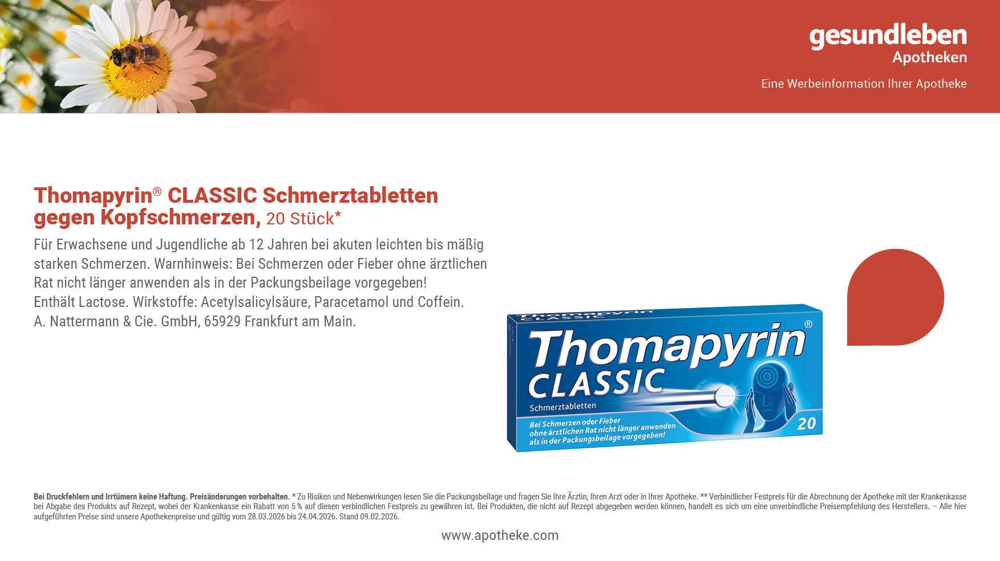 gesundleben
Apotheken
Eine Werbeinformation Ihrer Apotheke
Thomapyrin® CLASSIC Schmerztabletten
gegen Kopfschmerzen, 20 Stück*
Für Erwachsene und Jugendliche ab 12 Jahren bei akuten leichten bis mäßig
starken Schmerzen. Warnhinweis: Bei Schmerzen oder Fieber ohne ärztlichen
Rat nicht länger anwenden als in der Packungsbeilage vorgegeben!
Enthält Lactose. Wirkstoffe: Acetylsalicylsäure, Paracetamol und Coffein.
A. Nattermann & Cie. GmbH, 65929 Frankfurt am Main.
Thomapyrin
CLASSIC
Thomapyrin®
CLASSIC
Schmerztabletten
Bei Schmerzen oder Fieber
ohne ärztlichen Rat nicht länger anwenden
als in der Packungsbeilage vorgegeben!
20
Bei Druckfehlern und Irrtümern keine Haftung. Preisänderungen vorbehalten. * Zu Risiken und Nebenwirkungen lesen Sie die Packungsbeilage und fragen Sie Ihre Ärztin, Ihren Arzt oder in Ihrer Apotheke. ** Verbindlicher Festpreis für die Abrechnung der Apotheke mit der Krankenkasse
bei Abgabe des Produkts auf Rezept, wobei der Krankenkasse ein Rabatt von 5 % auf diesen verbindlichen Festpreis zu gewähren ist. Bei Produkten, die nicht auf Rezept abgegeben werden können, handelt es sich um eine unverbindliche Preisempfehlung des Herstellers. – Alle hier
aufgeführten Preise sind unsere Apothekenpreise und gültig vom 28.03.2026 bis 24.04.2026. Stand 09.02.2026.
www.apotheke.com